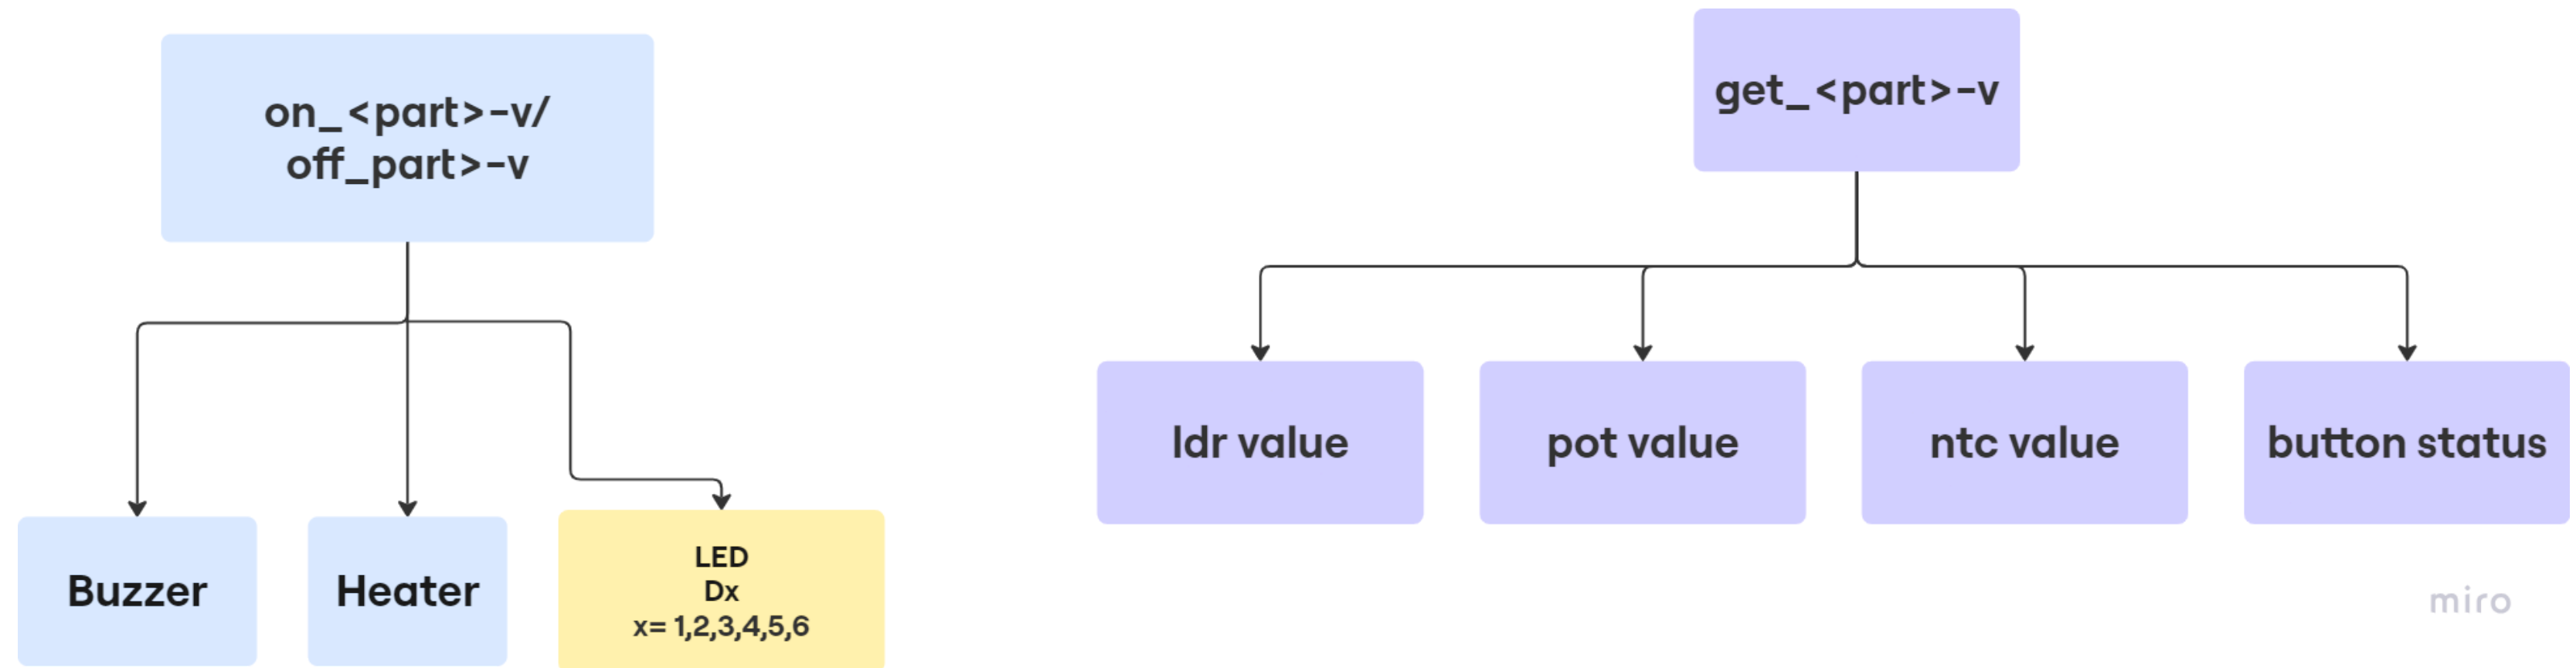 on_<part>-v/
off_part>-v
Buzzer
Heater
LED
Dx
x= 1,2,3,4,5,6
get_<part>-v
ldr value
pot value
ntc value
button status
miro